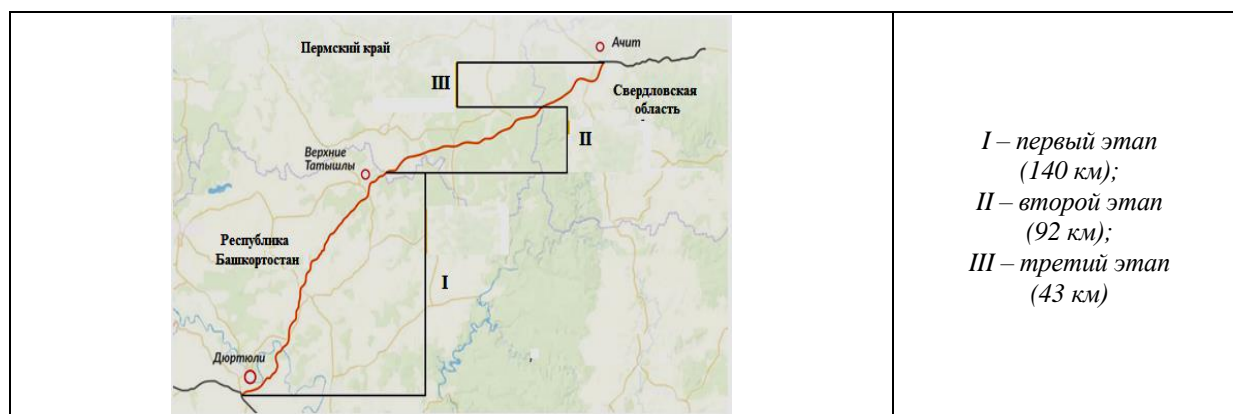 Пермский край
Ачит
III
Свердловская
область
II
Верхние
Татышлы
Республика
Башкортостан
I
Дюртюли
I – первый этап
(140 км);
II – второй этап
(92 км);
III – третий этап
(43 км)